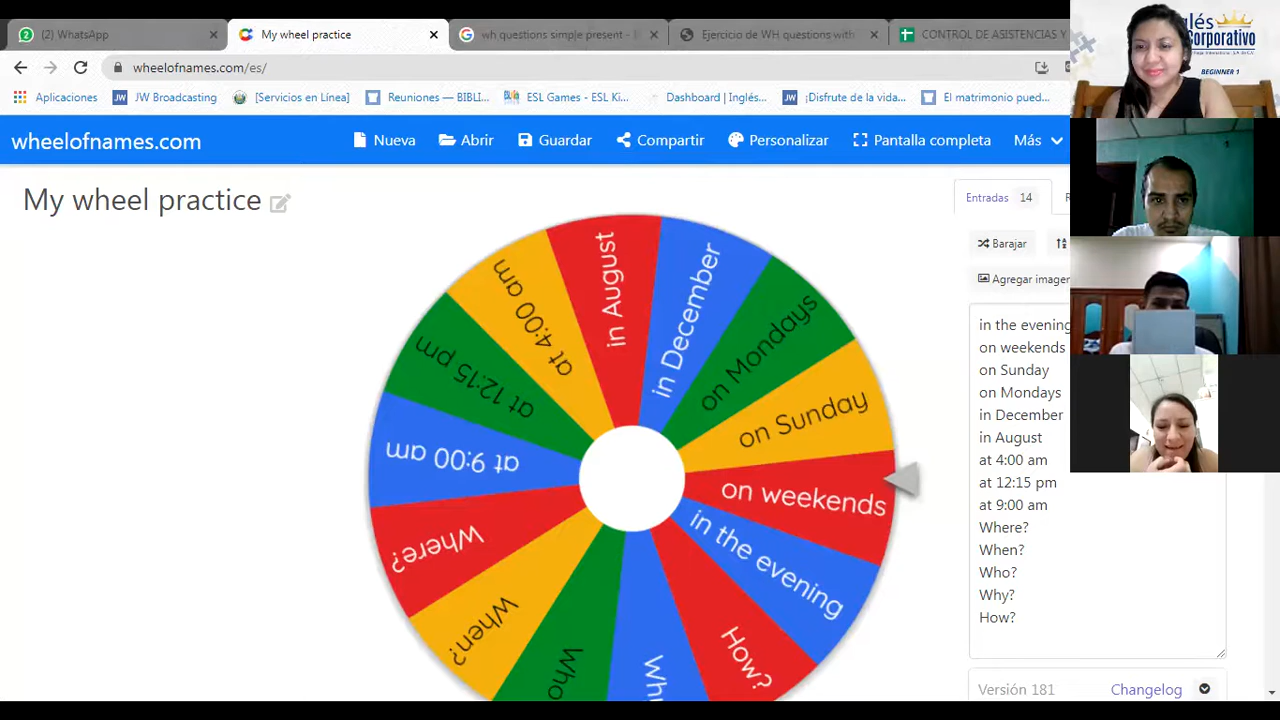 (2) WhatsApp
My wheel practice
wh questions simple present -
Ejercicio de WH questions with
CONTROL DE ASISTENCIAS Y
wheelofnames.com/es/
Aplicaciones
JW Broadcasting
[Servicios en Línea]
Reuniones — BIBLI...
ESL Games - ESL Ki...
Dashboard | Inglés...
¡Disfrute de la vida...
El matrimonio pued...
wheelofnames.com
Nueva
Abrir
Guardar
Compartir
Personalizar
Pantalla completa
Más
My wheel practice
Entradas 14
Barajar
Agregar imagen
in the evening
on weekends
on Sunday
on Mondays
in December
in August
at 4:00 am
at 12:15 pm
at 9:00 am
Where?
When?
Who?
Why?
How?
Versión 181
Changelog
in August
in December
on Mondays
on Sunday
on weekends
in the evening
How?
Wh
Who
When?
Where?
at 9:00 am
at 12:15 pm
at 4:00 am
glés
orporativo
BEGINNER 1